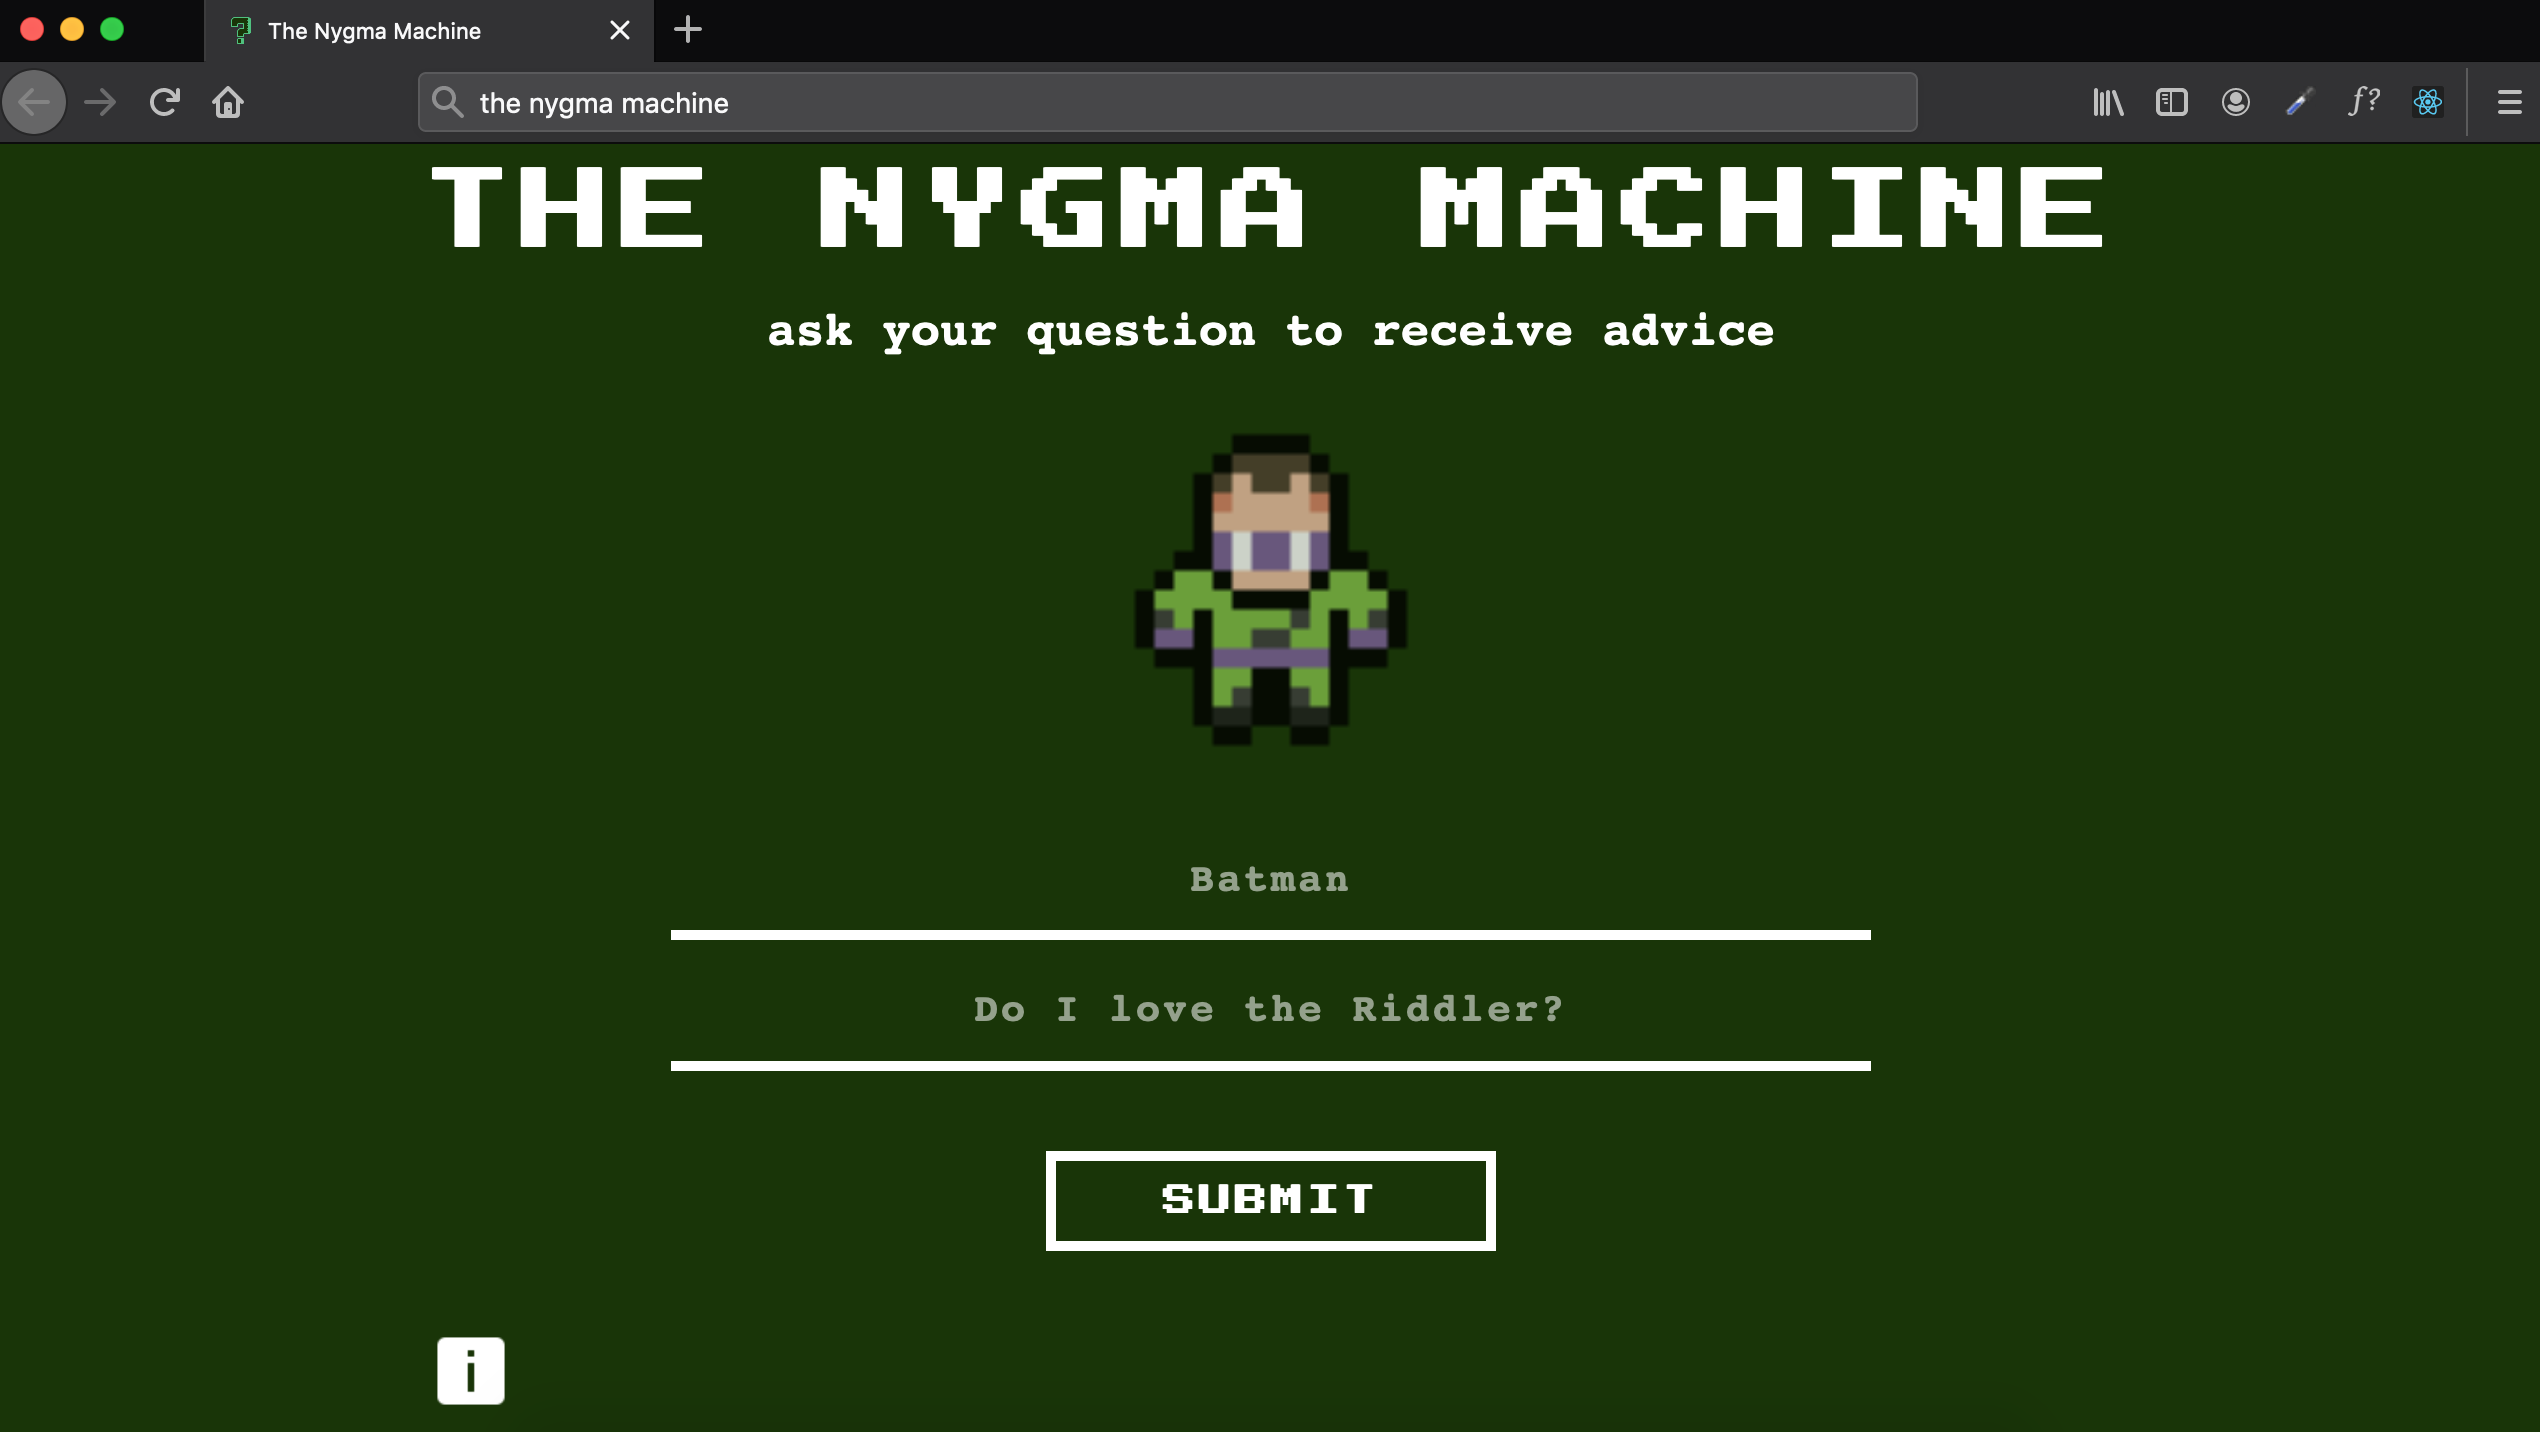 The Nygma Machine
the nygma machine
f?
THE NYGMA MACHINE
ask your question to receive advice
Batman
Do I love the Riddler?
SUBMIT
i